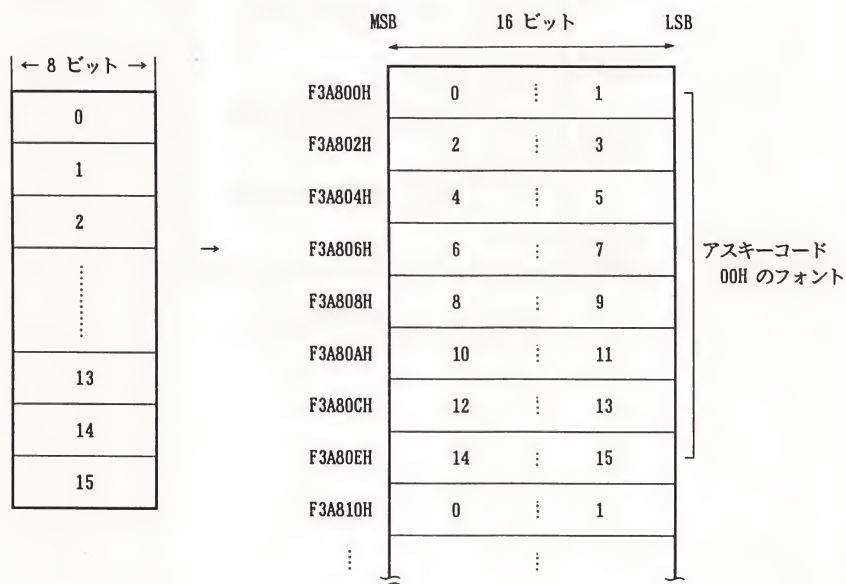 MSB 16 ビット LSB
← 8 ビット →
0
1
2
13
14
15
→
F3A800H 0 1
F3A802H 2 3
F3A804H 4 5
F3A806H 6 7
F3A808H 8 9
F3A80AH 10 11
F3A80CH 12 13
F3A80EH 14 15
F3A810H 0 1
アスキーコード
00H のフォント